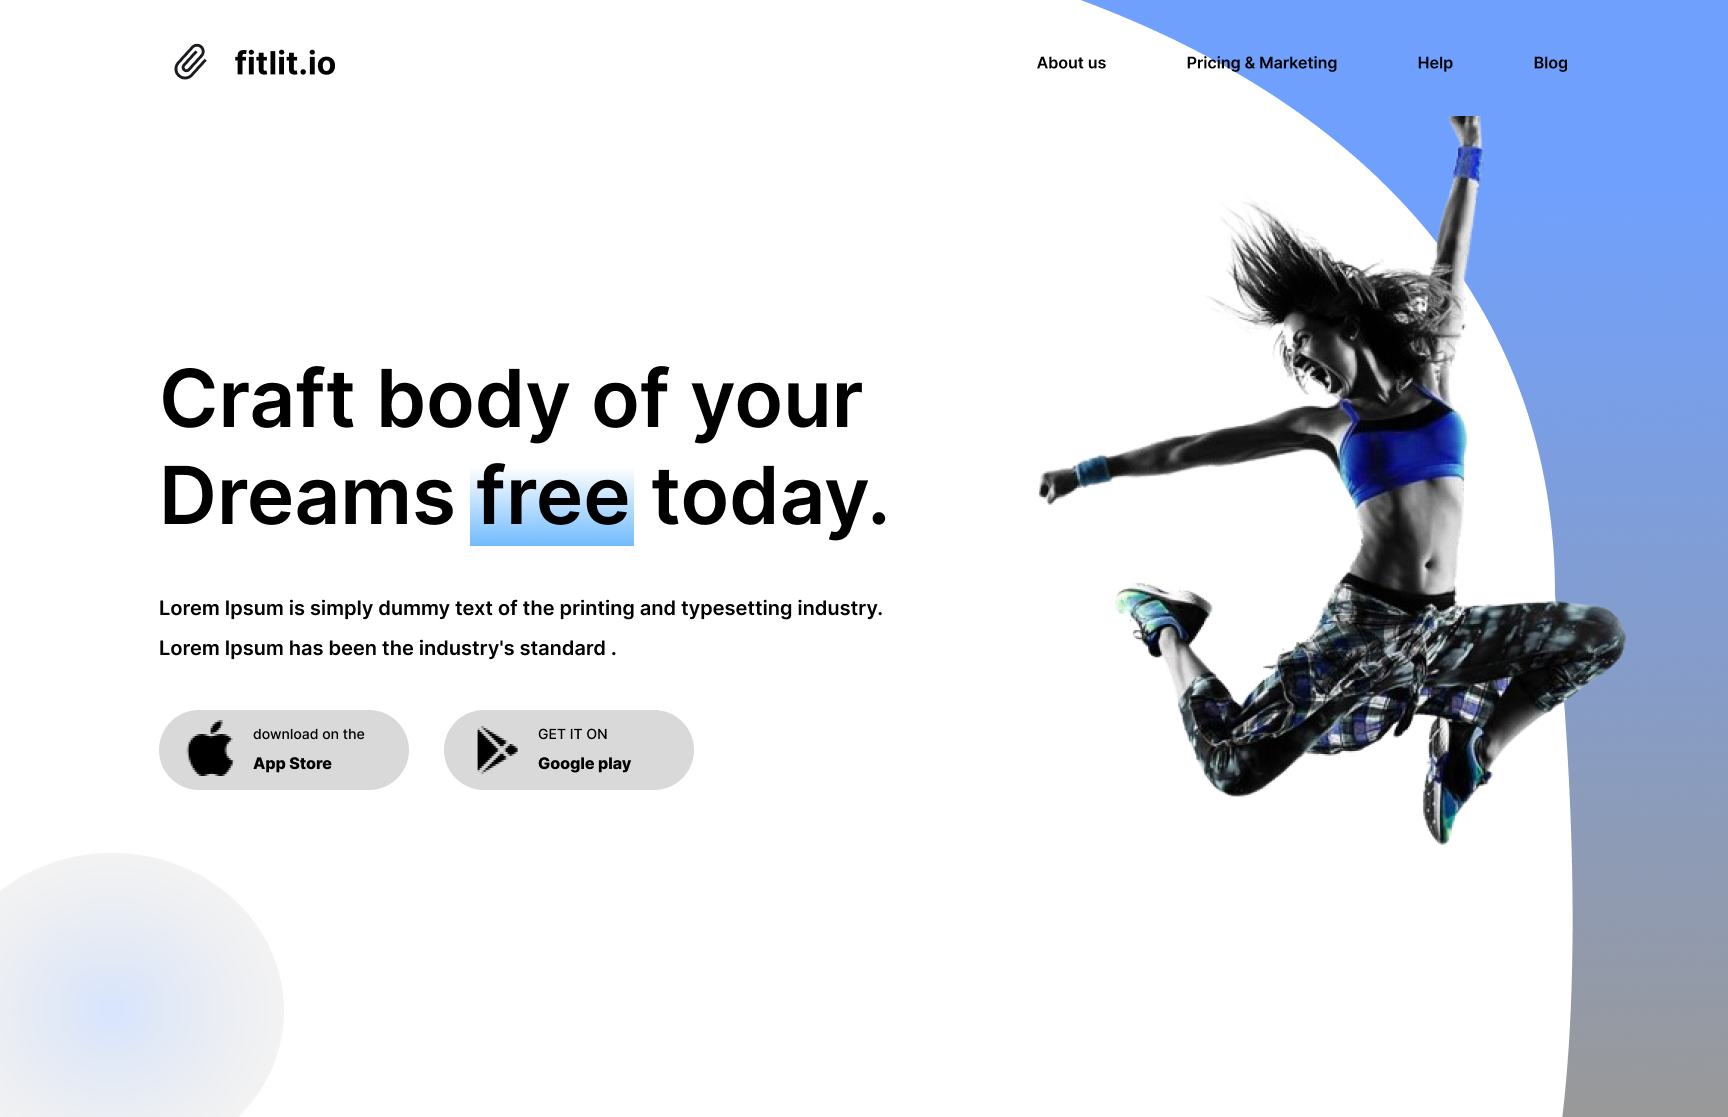 fitlit.io
About us
Pricing & Marketing
Help
Blog
Craft body of your
Dreams free today.
Lorem Ipsum is simply dummy text of the printing and typesetting industry.
Lorem Ipsum has been the industry's standard .
download on the
App Store
GET IT ON
Google play